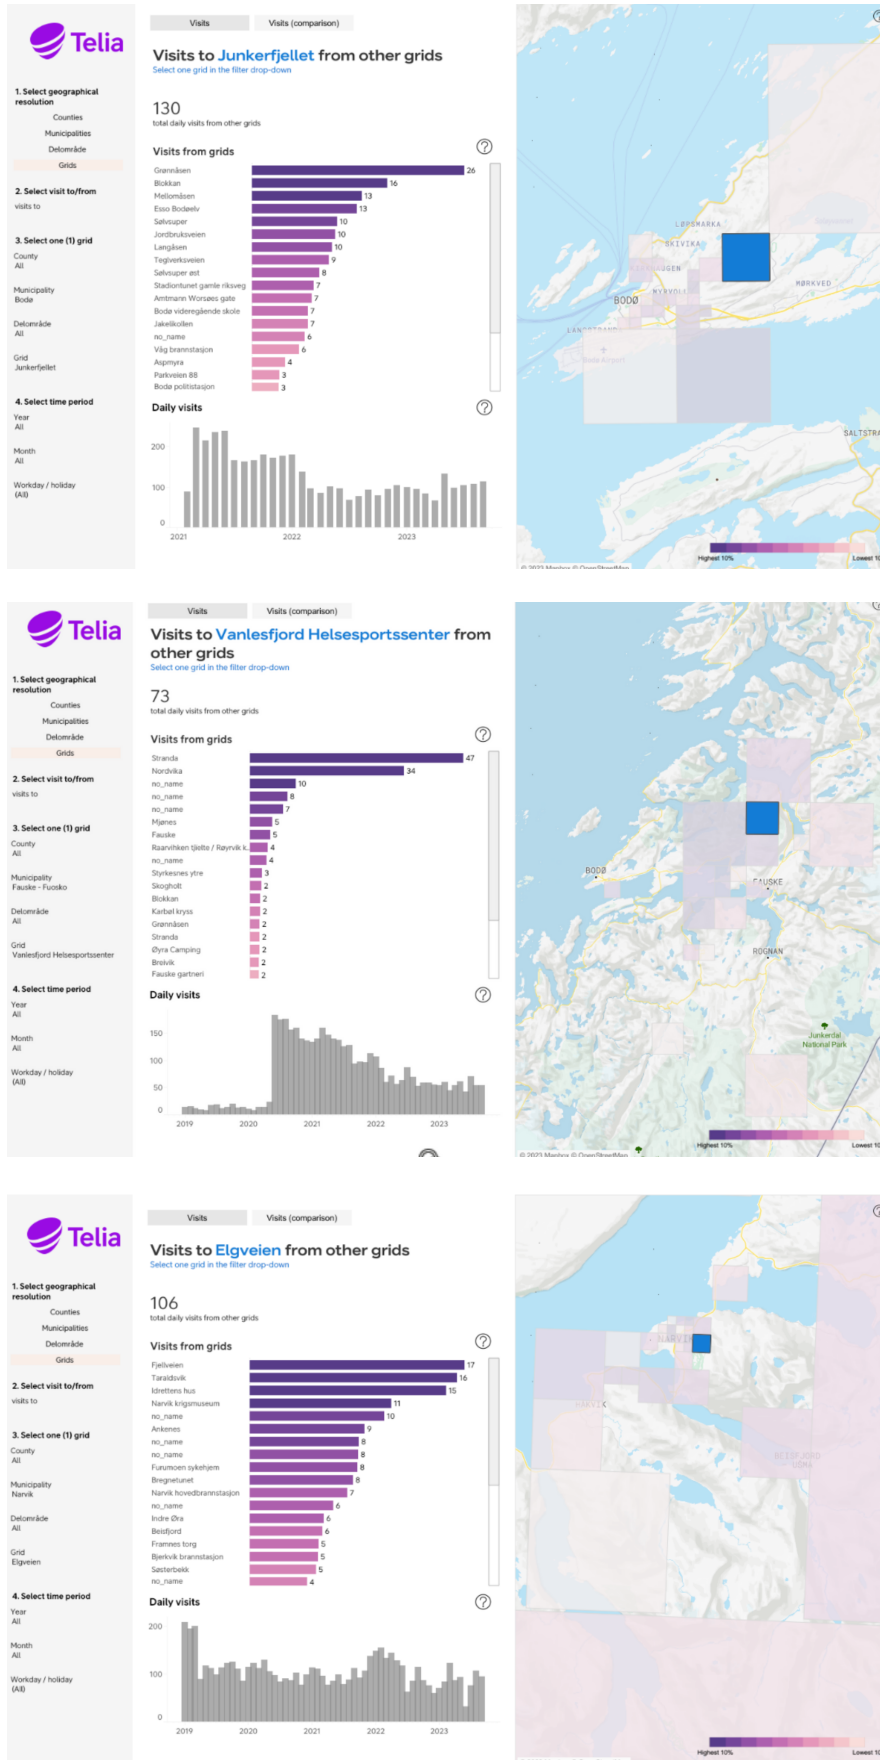 Telia
1. Select geographical
resolution
Counties
Municipalities
Delområde
Grids
2. Select visit to/from
visits to
3. Select one (1) grid
County
All
Municipality
Bodø
Delområde
All
Grid
Junkerfjellet
4. Select time period
Year
All
Month
All
Workday / holiday
(All)
Visits
Visits (comparison)
Visits to Junkerfjellet from other grids
Select one grid in the filter drop-down
130
total daily visits from other grids
Visits from grids
?
Grønnåsen 26
Blokkan 16
Mellomåsen 13
Esso Bodøelv 13
Sølvsuper 10
Jordbruksveien 10
Langåsen 10
Teglverksveien 9
Sølvsuper øst 8
Stadiontunet gamle riksveg 7
Amtmann Worsøes gate 7
Bodø videregående skole 7
Jakelikollen 7
no_name 6
Våg brannstasjon 6
Aspmyra 4
Parkveien 88 3
Bodø politistasjon 3
Daily visits
?
200
100
0
2021 2022 2023
LØPSMARKA
SKIVIKA
BODØ
MØRKVED
Bodø Airport
SALTSTRA
Highest 10%
Lowest 10
© 2023 Mapbox © OpenStreetMap
Telia
1. Select geographical
resolution
Counties
Municipalities
Delområde
Grids
2. Select visit to/from
visits to
3. Select one (1) grid
County
All
Municipality
Fauske - Fuosko
Delområde
All
Grid
Vanlesfjord Helsesportssenter
4. Select time period
Year
All
Month
All
Workday / holiday
(All)
Visits
Visits (comparison)
Visits to Vanlesfjord Helsesportssenter from
other grids
Select one grid in the filter drop-down
73
total daily visits from other grids
Visits from grids
?
Stranda 47
Nordvika 34
no_name 10
no_name 8
no_name 7
Mjønes 5
Fauske 5
Raarvihken tjielte / Røyrvik k.. 4
no_name 4
Styrkesnes ytre 3
Skogholt 2
Blokkan 2
Karbøl kryss 2
Grønnåsen 2
Stranda 2
Øyra Camping 2
Breivik 2
Fauske gartneri 2
Daily visits
?
150
100
50
0
2019 2020 2021 2022 2023
BODØ
FAUSKE
ROGNAN
Junkerdal
National Park
Highest 10%
Lowest 10
© 2023 Mapbox © OpenStreetMap
Telia
1. Select geographical
resolution
Counties
Municipalities
Delområde
Grids
2. Select visit to/from
visits to
3. Select one (1) grid
County
All
Municipality
Narvik
Delområde
All
Grid
Elgveien
4. Select time period
Year
All
Month
All
Workday / holiday
(All)
Visits
Visits (comparison)
Visits to Elgveien from other grids
Select one grid in the filter drop-down
106
total daily visits from other grids
Visits from grids
?
Fjellveien 17
Taraldsvik 16
Idrettens hus 15
Narvik krigsmuseum 11
no_name 10
Ankenes 9
no_name 8
no_name 8
Furumoen sykehjem 8
Bregnetunet 8
Narvik hovedbrannstasjon 7
no_name 6
Indre Øra 6
Beisfjord 6
Framnes torg 5
Bjerkvik brannstasjon 5
Søsterbekk 5
no_name 4
Daily visits
?
200
100
0
2019 2020 2021 2022 2023
NARVIK
HÅKVIK
Highest 10%
Lowest 10